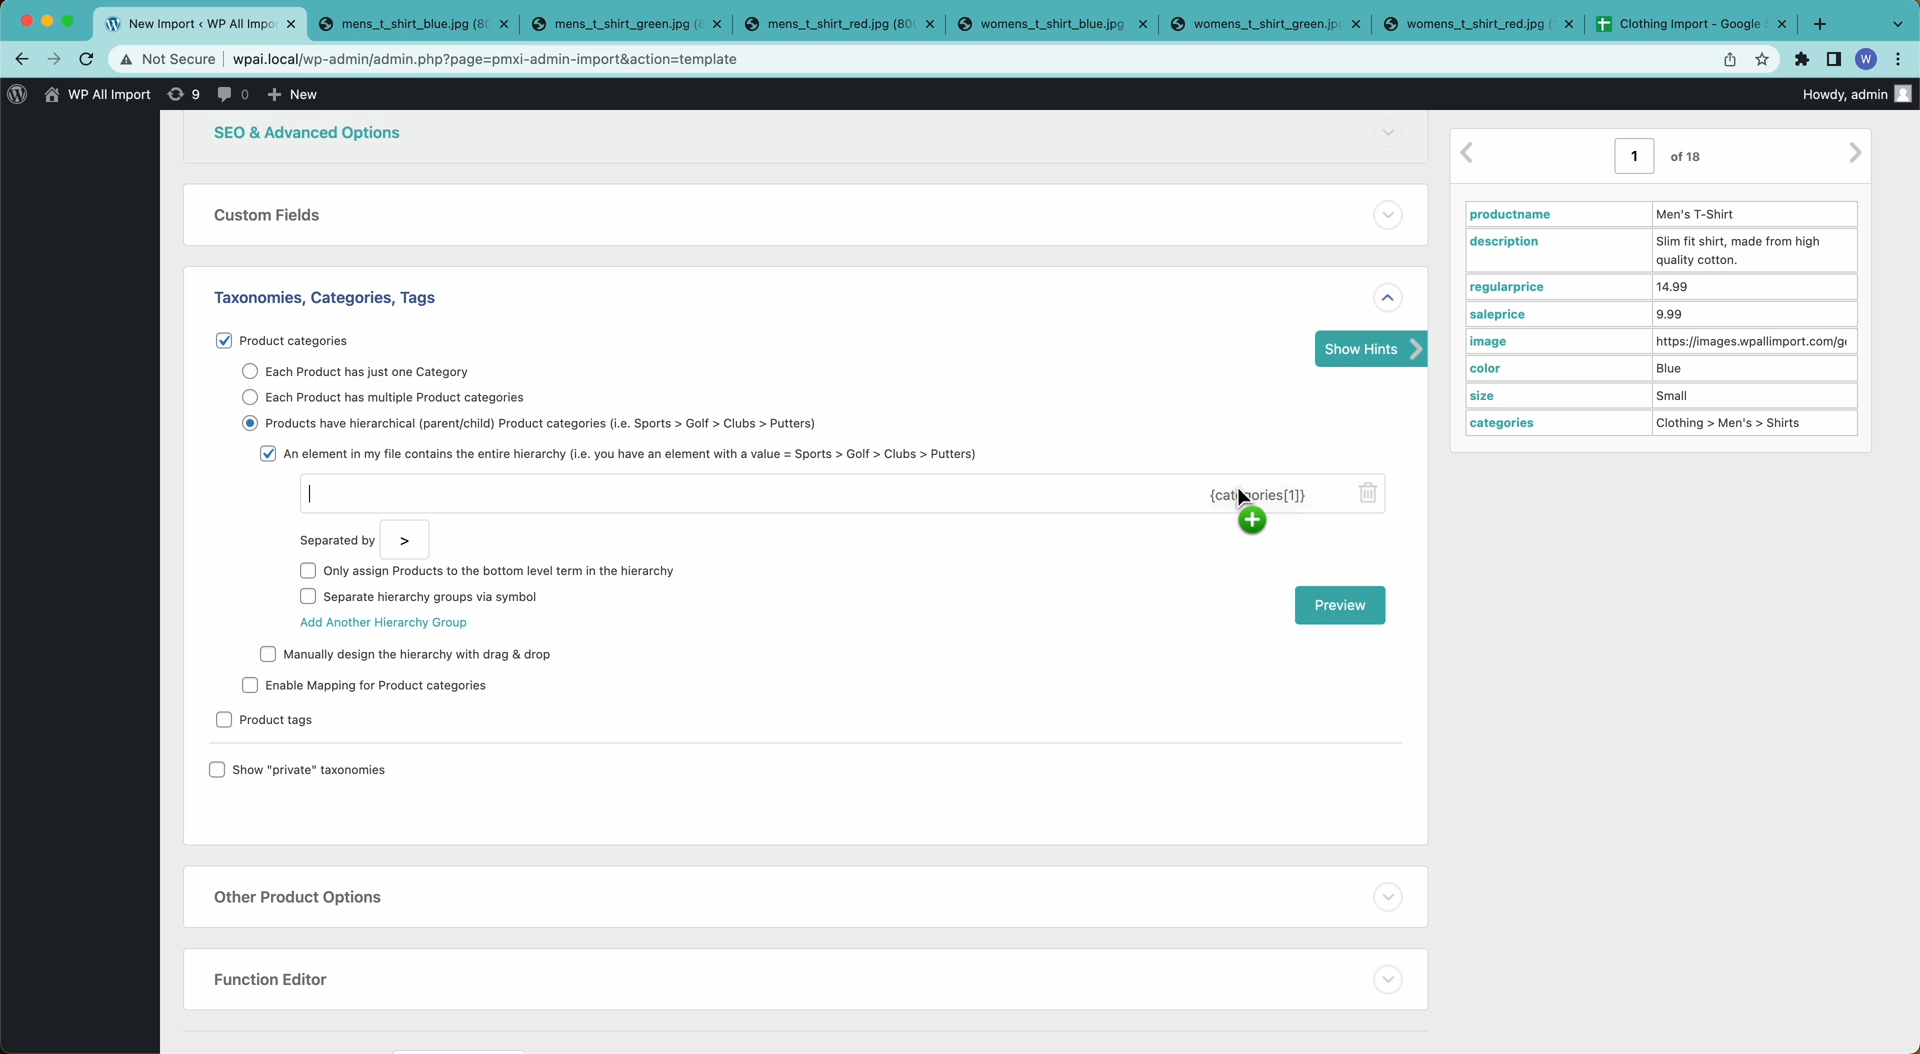 New Import ‹ WP All Impo
mens_t_shirt_blue.jpg (80
mens_t_shirt_green.jpg (8
mens_t_shirt_red.jpg (800
womens_t_shirt_blue.jpg
womens_t_shirt_green.jpg
womens_t_shirt_red.jpg (
Clothing Import - Google S
Not Secure
wpai.local/wp-admin/admin.php?page=pmxi-admin-import&action=template
W
WP All Import
9
0
New
Howdy, admin
SEO & Advanced Options
Custom Fields
Taxonomies, Categories, Tags
Product categories
Show Hints
Each Product has just one Category
Each Product has multiple Product categories
Products have hierarchical (parent/child) Product categories (i.e. Sports > Golf > Clubs > Putters)
An element in my file contains the entire hierarchy (i.e. you have an element with a value = Sports > Golf > Clubs > Putters)
{categories[1]}
Separated by >
Only assign Products to the bottom level term in the hierarchy
Separate hierarchy groups via symbol
Preview
Add Another Hierarchy Group
Manually design the hierarchy with drag & drop
Enable Mapping for Product categories
Product tags
Show "private" taxonomies
Other Product Options
Function Editor
1 of 18
productname Men's T-Shirt
description Slim fit shirt, made from high
quality cotton.
regularprice 14.99
saleprice 9.99
image https://images.wpallimport.com/ge
color Blue
size Small
categories Clothing > Men's > Shirts